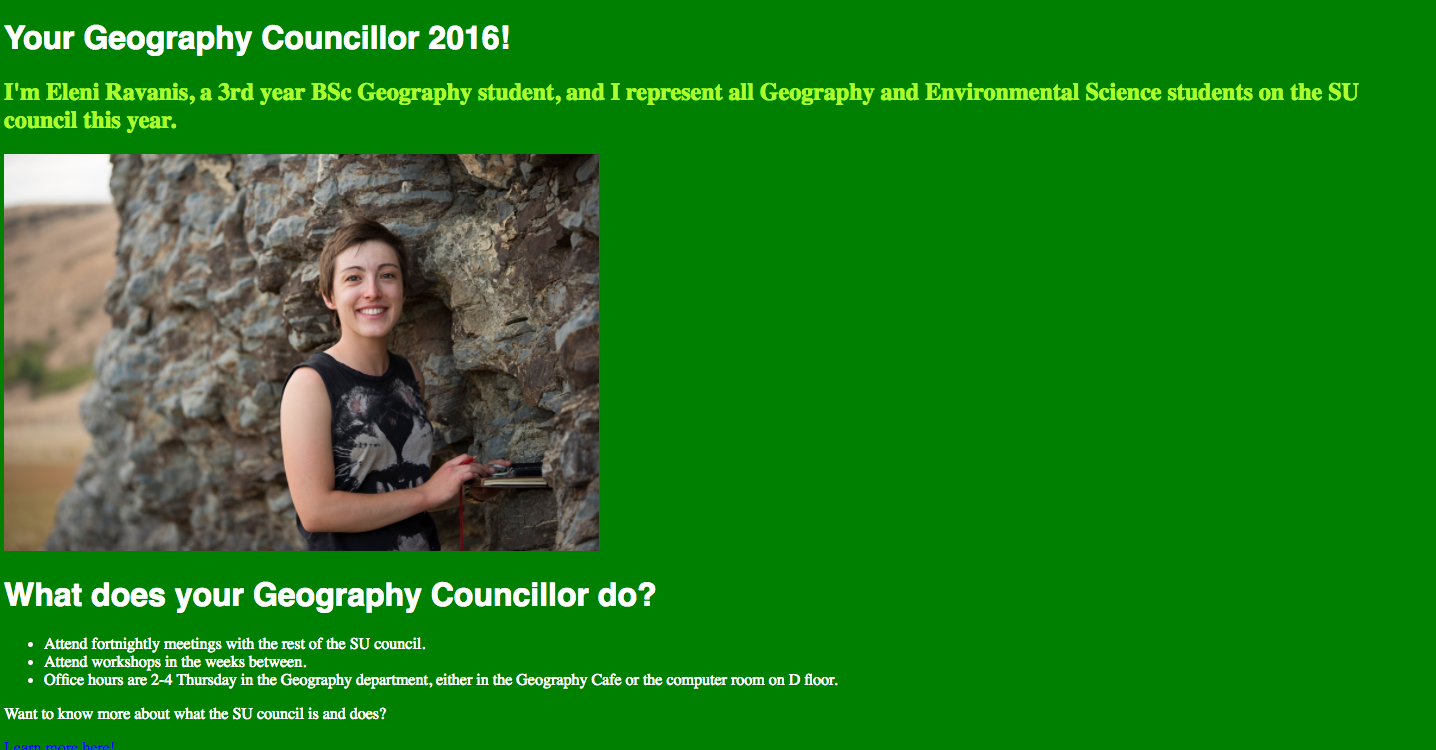 Your Geography Councillor 2016!
I'm Eleni Ravanis, a 3rd year BSc Geography student, and I represent all Geography and Environmental Science students on the SU
council this year.
What does your Geography Councillor do?
• Attend fortnightly meetings with the rest of the SU council.
• Attend workshops in the weeks between.
• Office hours are 2-4 Thursday in the Geography department, either in the Geography Cafe or the computer room on D floor.
Want to know more about what the SU council is and does?
Learn more here!